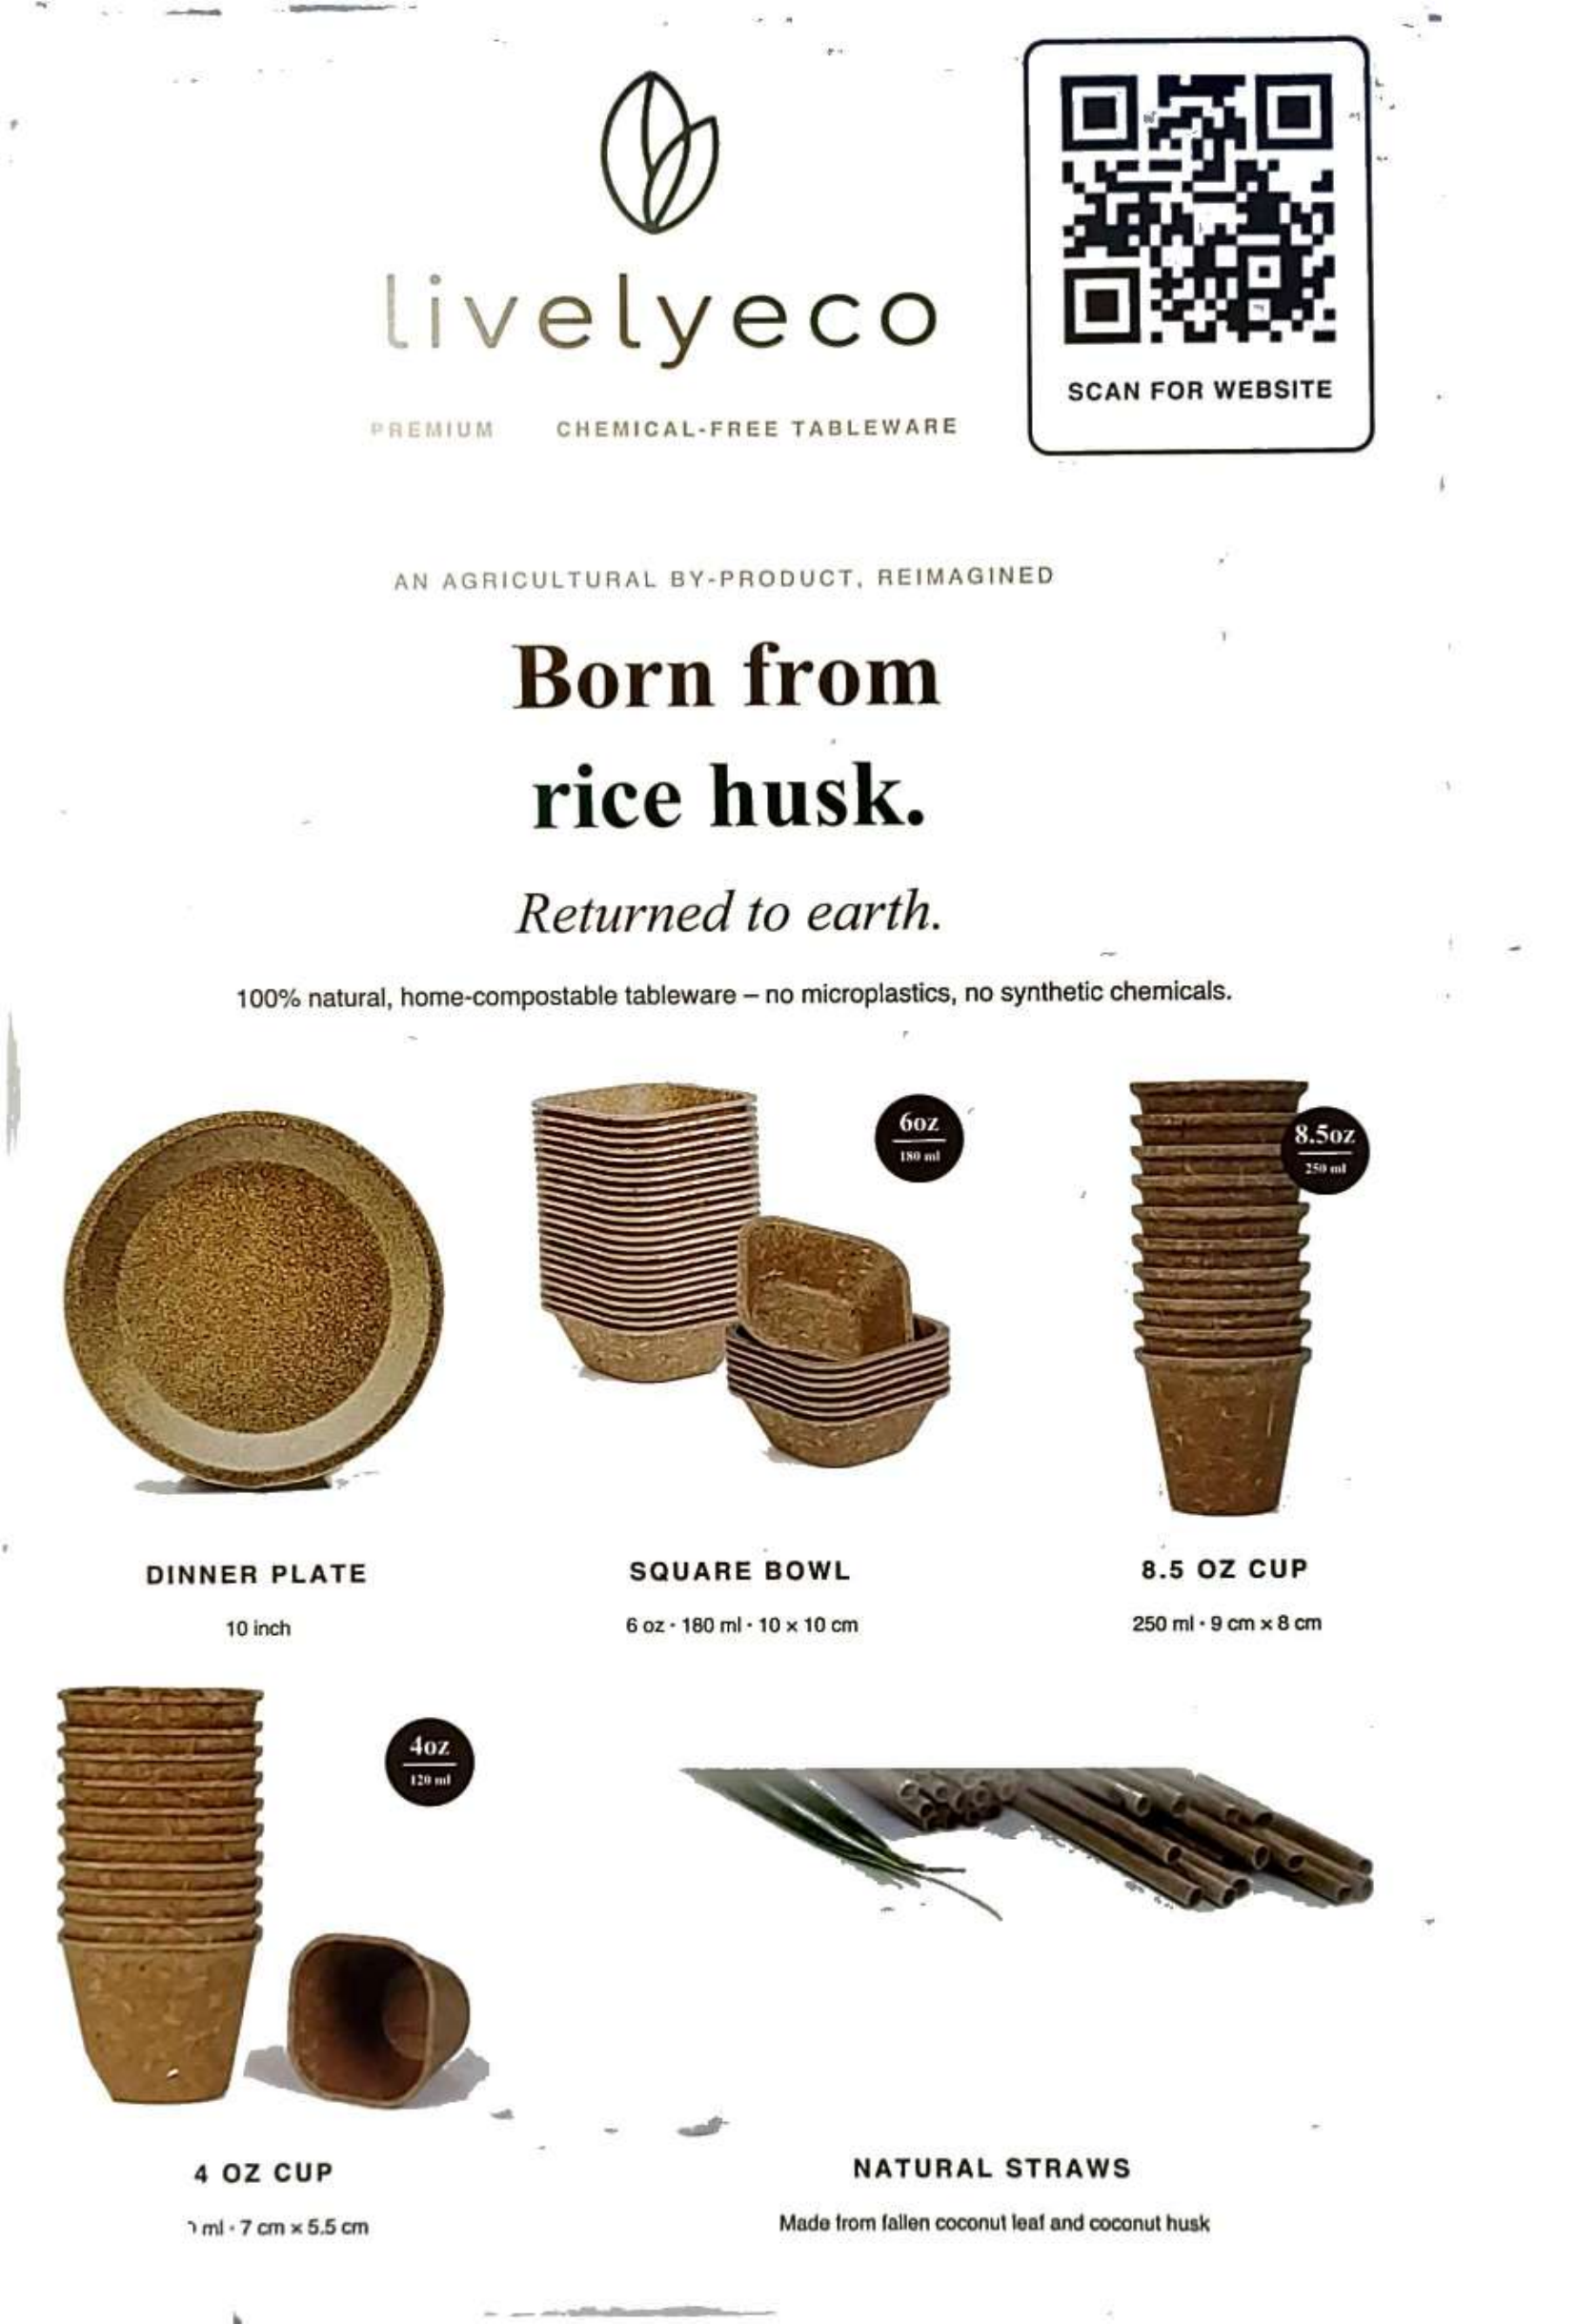 livelyeco
PREMIUM CHEMICAL-FREE TABLEWARE
SCAN FOR WEBSITE
AN AGRICULTURAL BY-PRODUCT, REIMAGINED
Born from
rice husk.
Returned to earth.
100% natural, home-compostable tableware – no microplastics, no synthetic chemicals.
6oz
180 ml
8.5oz
250 ml
DINNER PLATE
10 inch
SQUARE BOWL
6 oz · 180 ml · 10 × 10 cm
8.5 OZ CUP
250 ml · 9 cm × 8 cm
4oz
120 ml
4 OZ CUP
ml · 7 cm × 5.5 cm
NATURAL STRAWS
Made from fallen coconut leaf and coconut husk